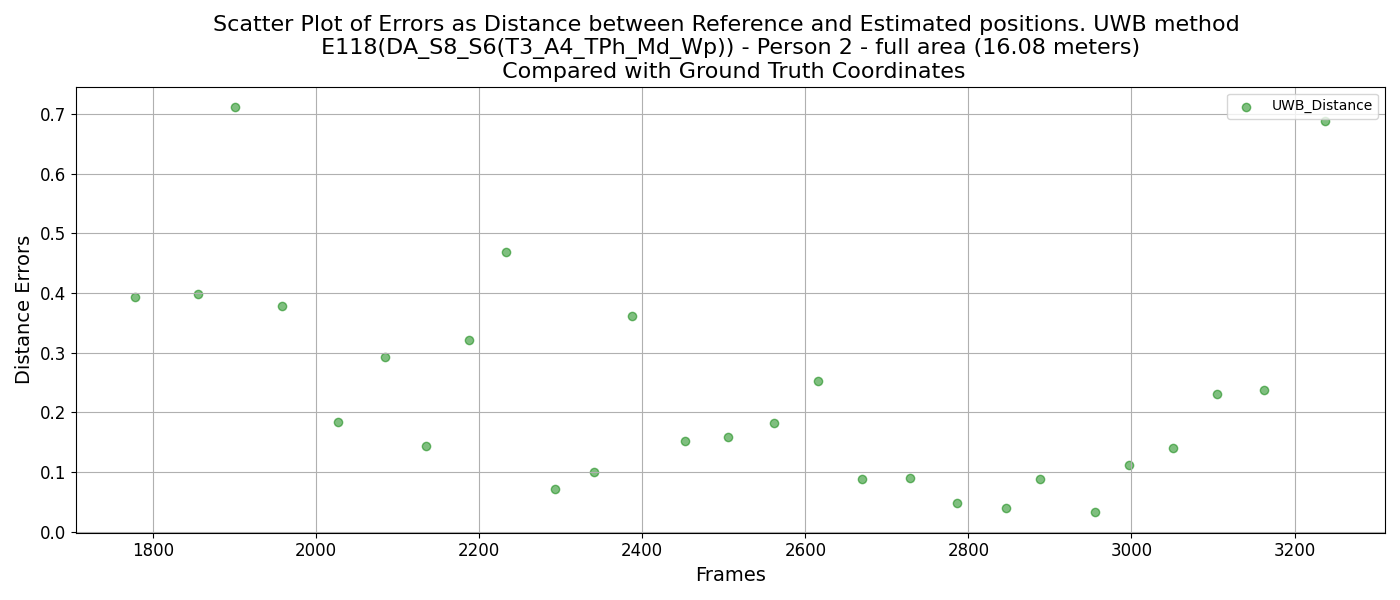 Scatter Plot of Errors as Distance between Reference and Estimated positions. UWB method
E118(DA_S8_S6(T3_A4_TPh_Md_Wp)) - Person 2 - full area (16.08 meters)
Compared with Ground Truth Coordinates
UWB_Distance
Distance Errors
0.7
0.6
0.5
0.4
0.3
0.2
0.1
0.0
1800 2000 2200 2400 2600 2800 3000 3200
Frames